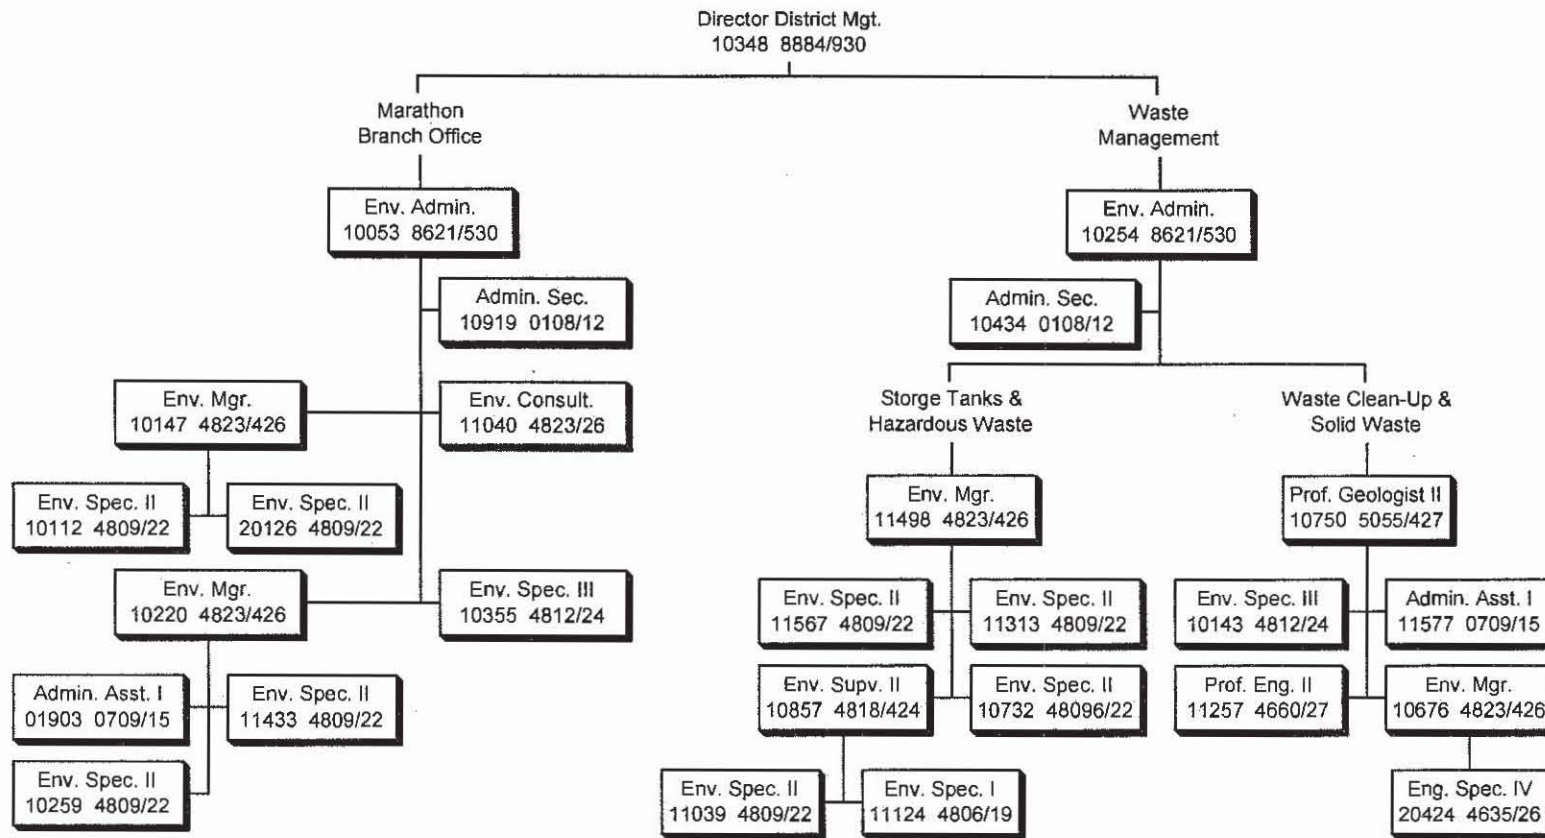 Director District Mgt.
10348 8884/930
Marathon
Branch Office
Waste
Management
Env. Admin.
10053 8621/530
Env. Admin.
10254 8621/530
Admin. Sec.
10919 0108/12
Admin. Sec.
10434 0108/12
Env. Mgr.
10147 4823/426
Env. Consult.
11040 4823/26
Storge Tanks &
Hazardous Waste
Waste Clean-Up &
Solid Waste
Env. Spec. II
10112 4809/22
Env. Spec. II
20126 4809/22
Env. Mgr.
11498 4823/426
Prof. Geologist II
10750 5055/427
Env. Mgr.
10220 4823/426
Env. Spec. III
10355 4812/24
Env. Spec. II
11567 4809/22
Env. Spec. II
11313 4809/22
Env. Spec. III
10143 4812/24
Admin. Asst. I
11577 0709/15
Admin. Asst. I
01903 0709/15
Env. Spec. II
11433 4809/22
Env. Supv. II
10857 4818/424
Env. Spec. II
10732 48096/22
Prof. Eng. II
11257 4660/27
Env. Mgr.
10676 4823/426
Env. Spec. II
10259 4809/22
Env. Spec. II
11039 4809/22
Env. Spec. I
11124 4806/19
Eng. Spec. IV
20424 4635/26